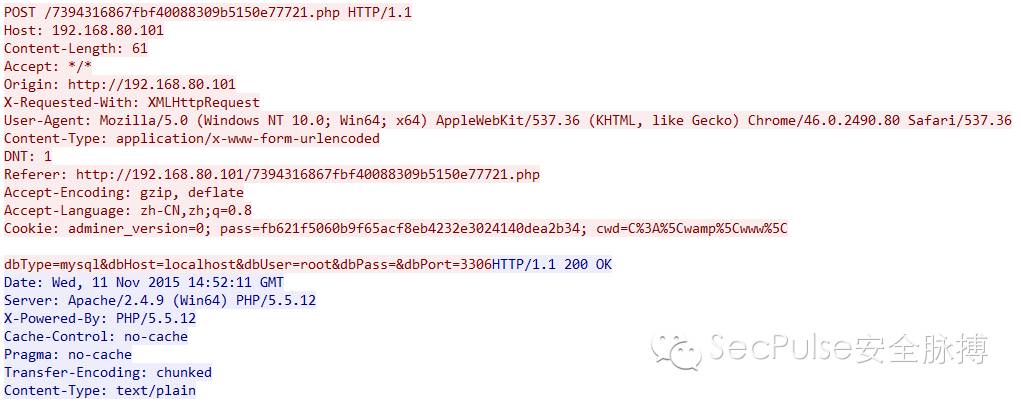 POST /7394316867fbf40088309b5150e77721.php HTTP/1.1
Host: 192.168.80.101
Content-Length: 61
Accept: */*
Origin: http://192.168.80.101
X-Requested-With: XMLHttpRequest
User-Agent: Mozilla/5.0 (Windows NT 10.0; Win64; x64) AppleWebKit/537.36 (KHTML, like Gecko) Chrome/46.0.2490.80 Safari/537.36
Content-Type: application/x-www-form-urlencoded
DNT: 1
Referer: http://192.168.80.101/7394316867fbf40088309b5150e77721.php
Accept-Encoding: gzip, deflate
Accept-Language: zh-CN,zh;q=0.8
Cookie: adminer_version=0; pass=fb621f5060b9f65acf8eb4232e3024140dea2b34; cwd=C%3A%5Cwamp%5Cwww%5C
dbType=mysql&dbHost=localhost&dbUser=root&dbPass=&dbPort=3306HTTP/1.1 200 OK
Date: Wed, 11 Nov 2015 14:52:11 GMT
Server: Apache/2.4.9 (Win64) PHP/5.5.12
X-Powered-By: PHP/5.5.12
Cache-Control: no-cache
Pragma: no-cache
Transfer-Encoding: chunked
Content-Type: text/plain
SecPulse安全脉搏